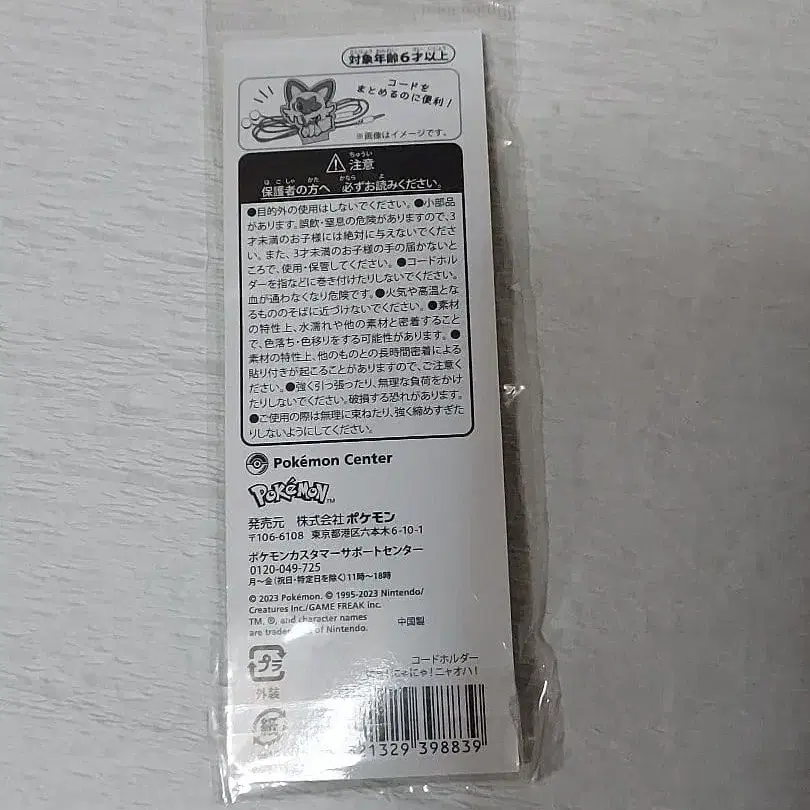 対象年齢6才以上
コードを
まとめるのに便利!
※画像はイメージです。
ちゅうい
注意
ほごしゃ かた かなら よ
保護者の方へ 必ずお読みください。
●目的外の使用はしないでください。●小部品
があります。誤飲・窒息の危険がありますので、3
才未満のお子様には絶対に与えないでくださ
い。また、3才未満のお子様の手の届かないと
ころで、使用・保管してください。●コードホル
ダーを指などに巻き付けたりしないでください。
血が通わなくなり危険です。●火気や高温とな
るもののそばに近づけないでください。●素材
の特性上、水濡れや他の素材と密着すること
で、色落ち・色移りをする可能性があります。●
素材の特性上、他のものとの長時間密着による
貼り付きが起こることがありますので、ご注意く
ださい。●強く引っ張ったり、無理な負荷をかけ
たりしないでください。破損する恐れがあります。
●ご使用の際は無理に束ねたり、強く締めすぎた
りしないようにしてください。
Pokémon Center
POKéMON™
発売元 株式会社ポケモン
〒106-6108 東京都港区六本木6-10-1
ポケモンカスタマーサポートセンター
0120-049-725
月~金(祝日・特定日を除く)11時~18時
© 2023 Pokémon. © 1995-2023 Nintendo/
Creatures Inc./GAME FREAK inc.
TM, ®, and character names
are trademarks of Nintendo.
中国製
プラ
外装
紙
コードホルダー
にゃ!ニャオハ!
21329 398839